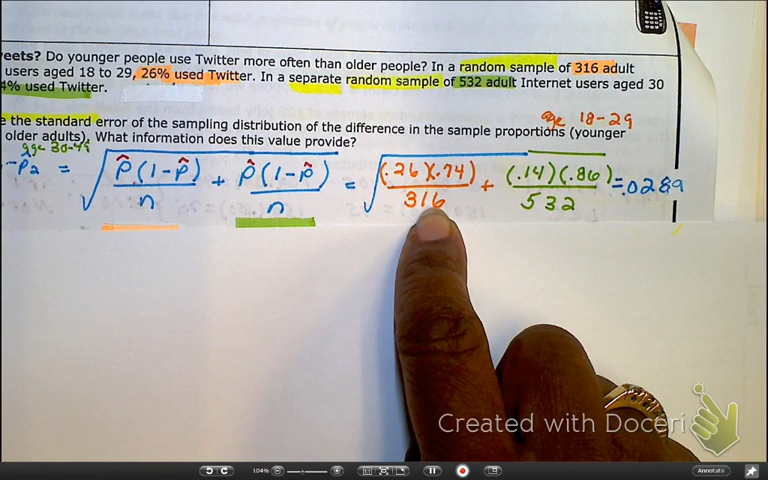 veets? Do younger people use Twitter more often than older people? In a random sample of 316 adult
users aged 18 to 29, 26% used Twitter. In a separate random sample of 532 adult Internet users aged 30
4% used Twitter.
age 18-29
e the standard error of the sampling distribution of the difference in the sample proportions (younger
older adults). What information does this value provide?
age 30-49
-p̂₂ = √(p̂(1-p̂)/n + p̂(1-p̂)/n) = √((.26)(.74)/316 + (.14)(.86)/532) = .0289
Created with Doceri
104%
Annotate